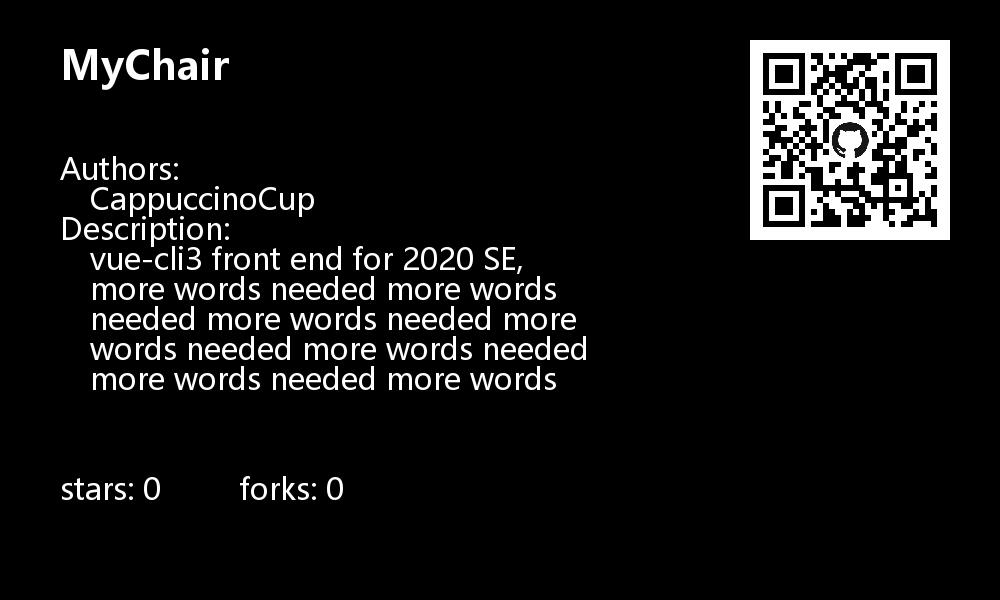 MyChair
Authors:
CappuccinoCup
Description:
vue-cli3 front end for 2020 SE,
more words needed more words
needed more words needed more
words needed more words needed
more words needed more words
stars: 0 forks: 0